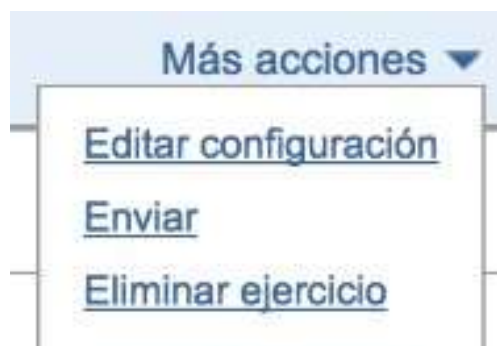 Más acciones
Editar configuración
Enviar
Eliminar ejercicio